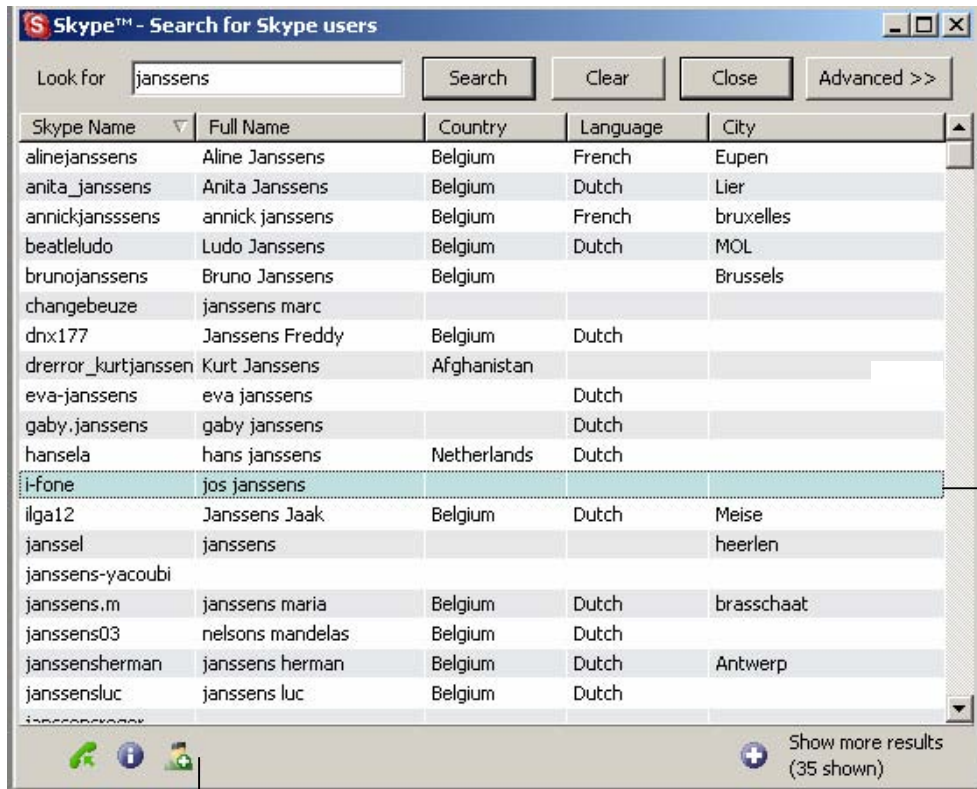 Skype™ - Search for Skype users
Look for janssens Search Clear Close Advanced >>
Skype Name Full Name Country Language City
alinejanssens Aline Janssens Belgium French Eupen
anita_janssens Anita Janssens Belgium Dutch Lier
annickjansssens annick janssens Belgium French bruxelles
beatleludo Ludo Janssens Belgium Dutch MOL
brunojanssens Bruno Janssens Belgium Brussels
changebeuze janssens marc
dnx177 Janssens Freddy Belgium Dutch
drerror_kurtjanssen Kurt Janssens Afghanistan
eva-janssens eva janssens Dutch
gaby.janssens gaby janssens Dutch
hansela hans janssens Netherlands Dutch
i-fone jos janssens
ilga12 Janssens Jaak Belgium Dutch Meise
janssel janssens heerlen
janssens-yacoubi
janssens.m janssens maria Belgium Dutch brasschaat
janssens03 nelsons mandelas Belgium Dutch
janssensherman janssens herman Belgium Dutch Antwerp
janssensluc janssens luc Belgium Dutch
Show more results
(35 shown)